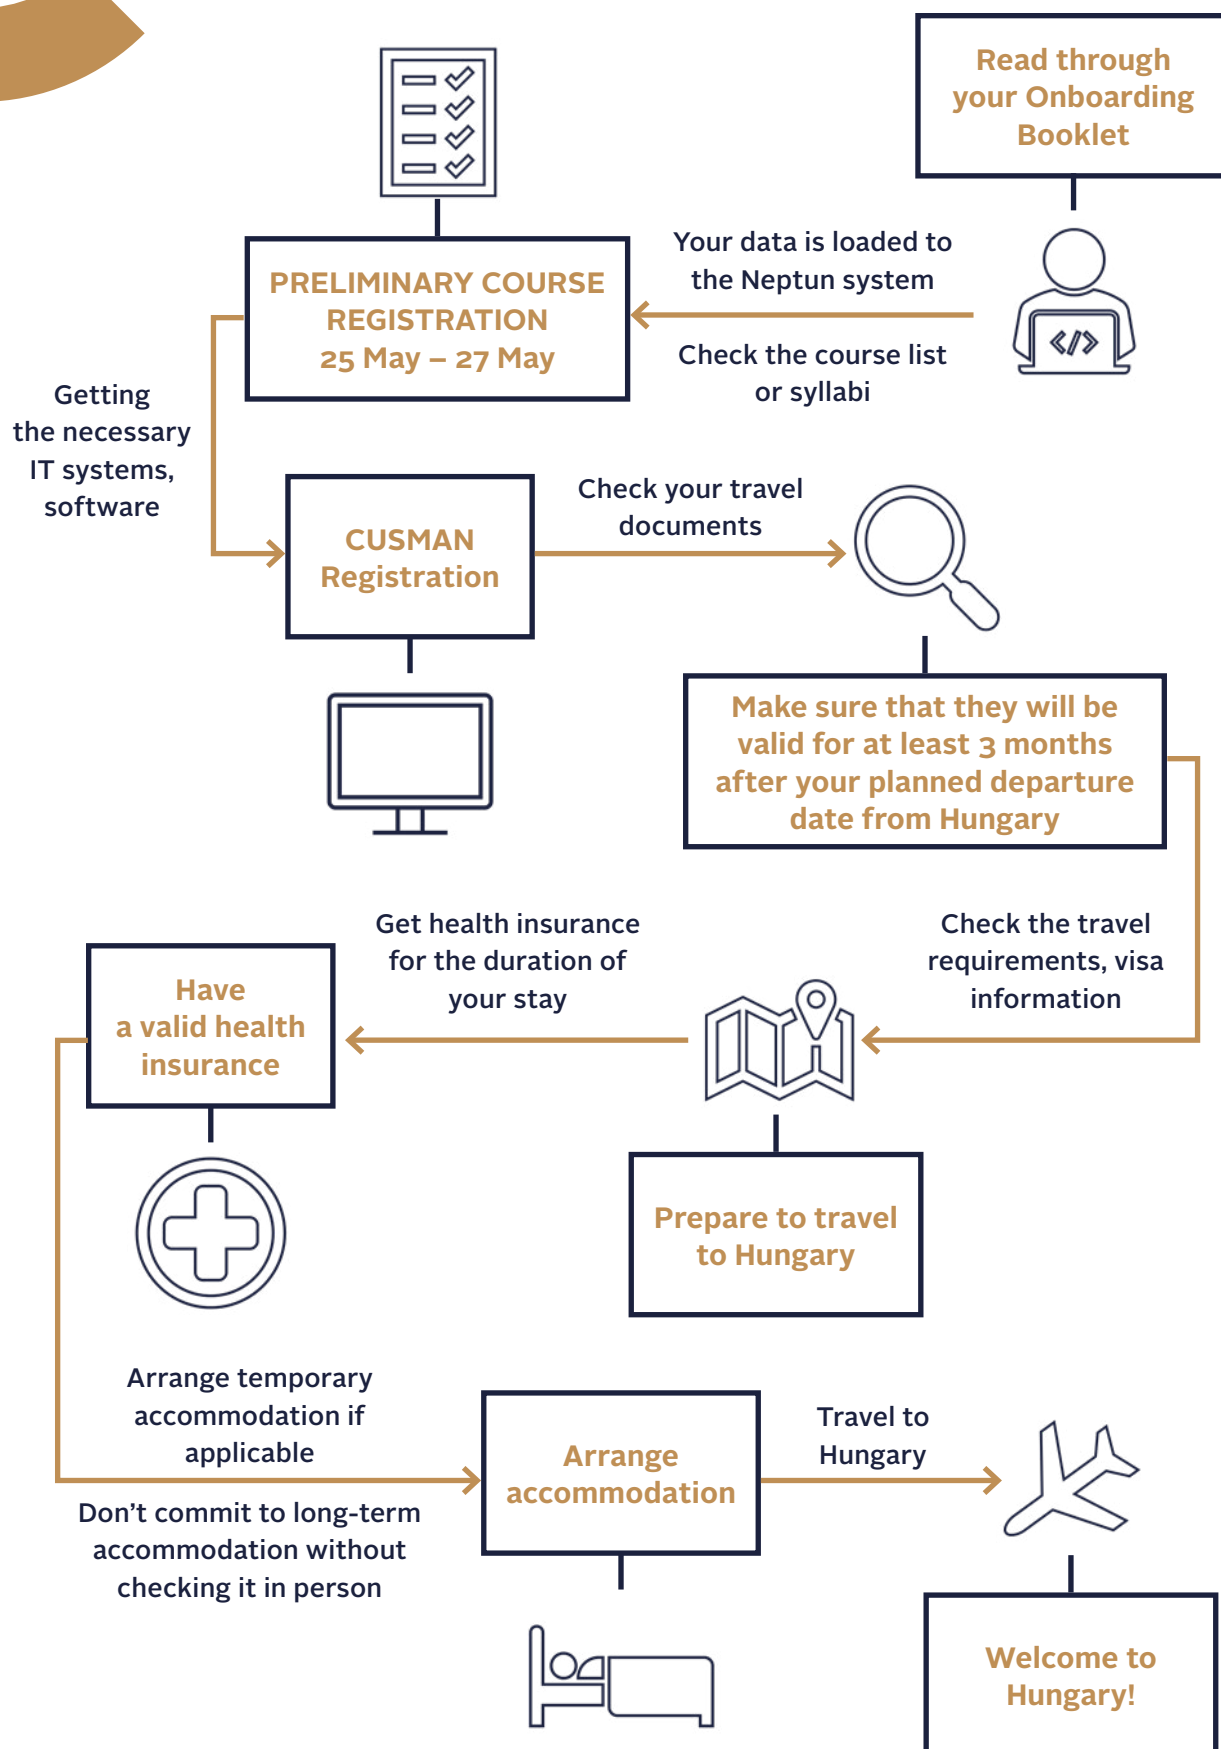 Read through
your Onboarding
Booklet
Your data is loaded to
the Neptun system
Check the course list
or syllabi
</>
PRELIMINARY COURSE
REGISTRATION
25 May – 27 May
Getting
the necessary
IT systems,
software
CUSMAN
Registration
Check your travel
documents
Make sure that they will be
valid for at least 3 months
after your planned departure
date from Hungary
Check the travel
requirements, visa
information
Prepare to travel
to Hungary
Get health insurance
for the duration of
your stay
Have
a valid health
insurance
Arrange temporary
accommodation if
applicable
Don’t commit to long-term
accommodation without
checking it in person
Arrange
accommodation
Travel to
Hungary
Welcome to
Hungary!